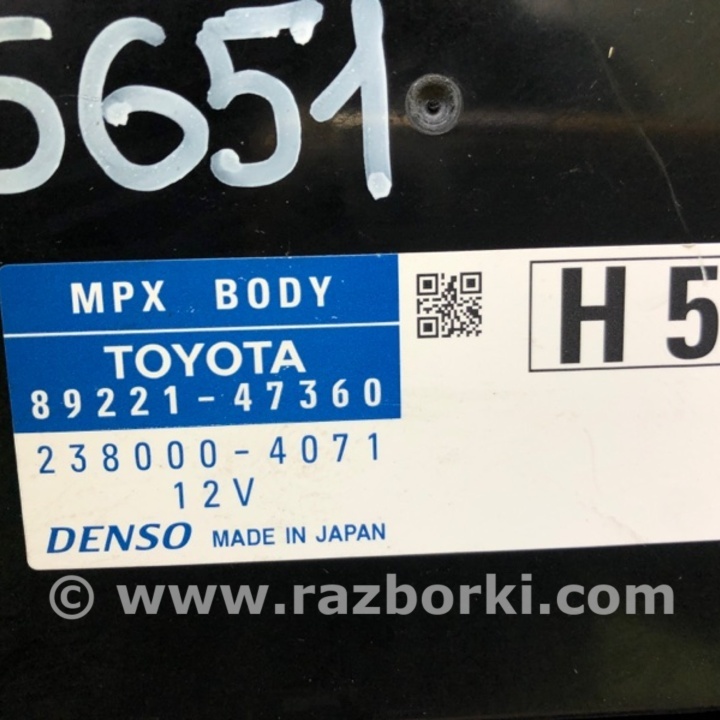 5651
MPX BODY
TOYOTA
89221-47360
238000-4071
12V
DENSO MADE IN JAPAN
H 5
© www.razborki.com